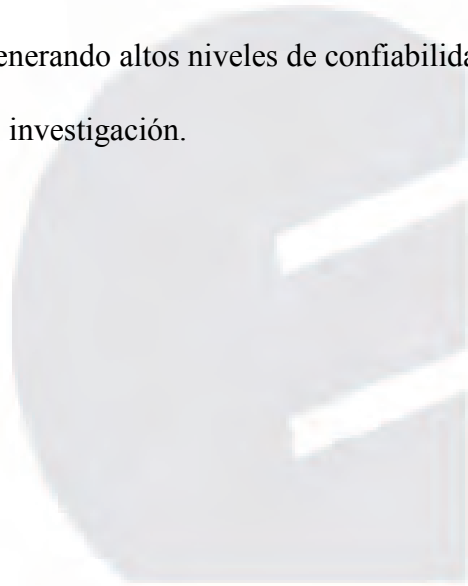 enerando altos niveles de confiabilida
investigación.